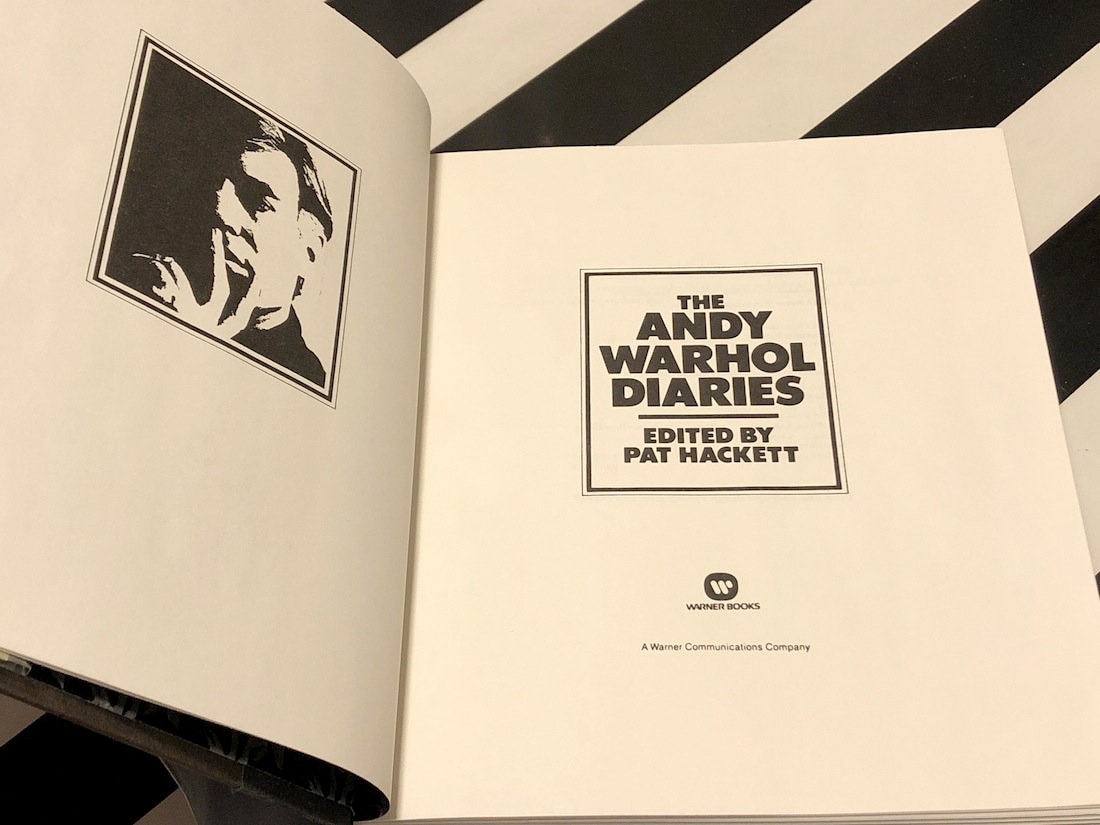 THE
ANDY
WARHOL
DIARIES
EDITED BY
PAT HACKETT
WARNER BOOKS
A Warner Communications Company